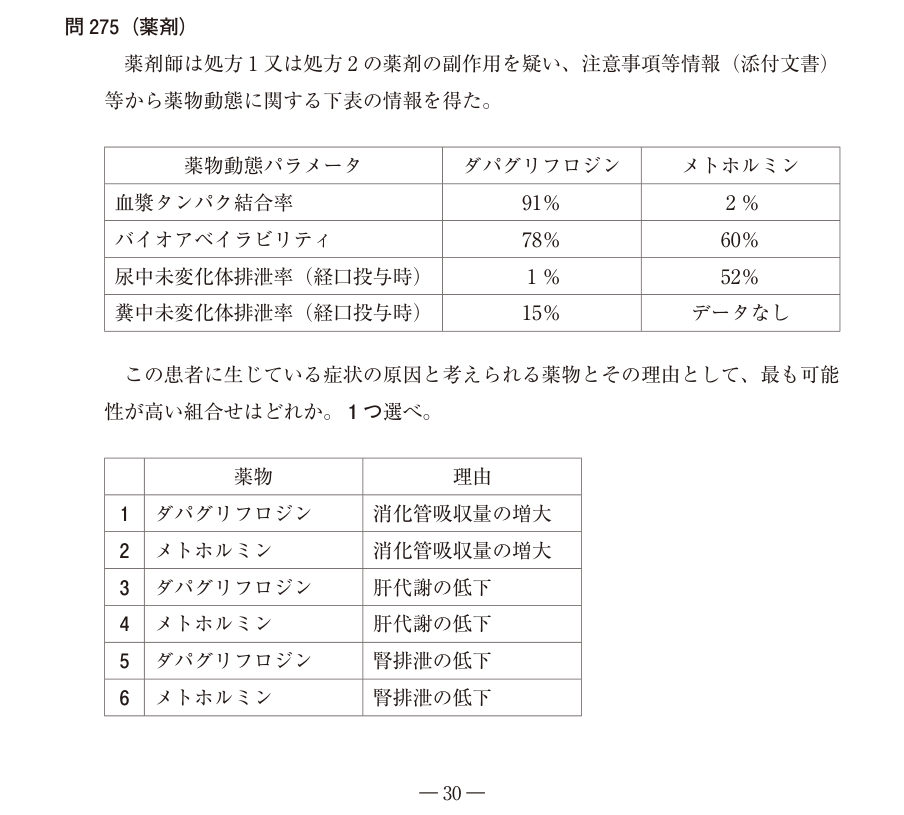 問 275（薬剤）
薬剤師は処方１又は処方２の薬剤の副作用を疑い、注意事項等情報（添付文書）
等から薬物動態に関する下表の情報を得た。
薬物動態パラメータ ダパグリフロジン メトホルミン
血漿タンパク結合率 91% 2 %
バイオアベイラビリティ 78% 60%
尿中未変化体排泄率（経口投与時） 1 % 52%
糞中未変化体排泄率（経口投与時） 15% データなし
この患者に生じている症状の原因と考えられる薬物とその理由として、最も可能
性が高い組合せはどれか。１つ選べ。
薬物 理由
1 ダパグリフロジン 消化管吸収量の増大
2 メトホルミン 消化管吸収量の増大
3 ダパグリフロジン 肝代謝の低下
4 メトホルミン 肝代謝の低下
5 ダパグリフロジン 腎排泄の低下
6 メトホルミン 腎排泄の低下
— 30 —